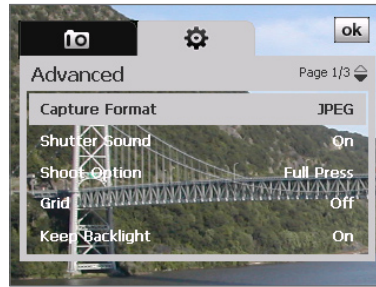 ok
Advanced Page 1/3
Capture Format JPEG
Shutter Sound On
Shoot Option Full Press
Grid Off
Keep Backlight On